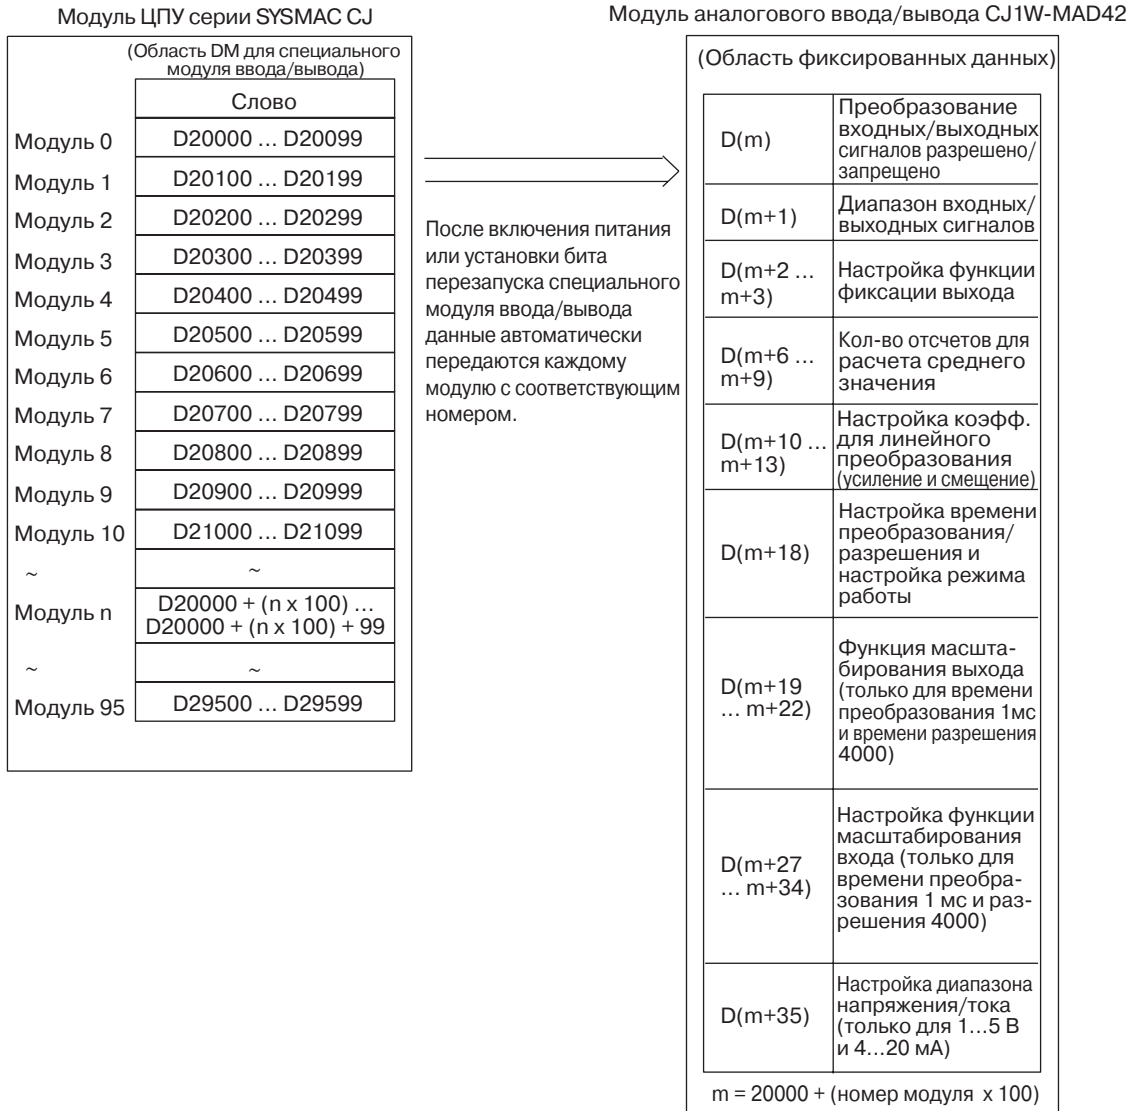 Модуль ЦПУ серии SYSMAC CJ
(Область DM для специального
модуля ввода/вывода)
Слово
Модуль 0 D20000 ... D20099
Модуль 1 D20100 ... D20199
Модуль 2 D20200 ... D20299
Модуль 3 D20300 ... D20399
Модуль 4 D20400 ... D20499
Модуль 5 D20500 ... D20599
Модуль 6 D20600 ... D20699
Модуль 7 D20700 ... D20799
Модуль 8 D20800 ... D20899
Модуль 9 D20900 ... D20999
Модуль 10 D21000 ... D21099
~ ~
Модуль n D20000 + (n x 100) ...
D20000 + (n x 100) + 99
~ ~
Модуль 95 D29500 ... D29599
После включения питания
или установки бита
перезапуска специального
модуля ввода/вывода
данные автоматически
передаются каждому
модулю с соответствующим
номером.
Модуль аналогового ввода/вывода CJ1W-MAD42
(Область фиксированных данных)
D(m)
Преобразование
входных/выходных
сигналов разрешено/
запрещено
D(m+1)
Диапазон входных/
выходных сигналов
D(m+2 ...
m+3)
Настройка функции
фиксации выхода
D(m+6 ...
m+9)
Кол-во отсчетов для
расчета среднего
значения
D(m+10 ...
m+13)
Настройка коэфф.
для линейного
преобразования
(усиление и смещение)
D(m+18)
Настройка времени
преобразования/
разрешения и
настройка режима
работы
D(m+19
... m+22)
Функция масшта-
бирования выхода
(только для времени
преобразования 1мс
и времени разрешения
4000)
D(m+27
... m+34)
Настройка функции
масштабирования
входа (только для
времени преобра-
зования 1 мс и раз-
решения 4000)
D(m+35)
Настройка диапазона
напряжения/тока
(только для 1...5 В
и 4...20 мА)
m = 20000 + (номер модуля x 100)